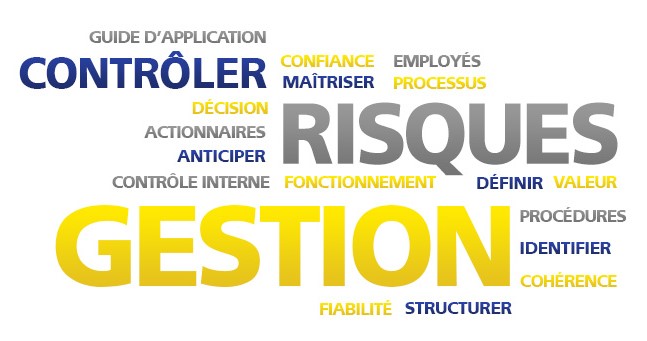 GUIDE D'APPLICATION
CONTRÔLER
CONFIANCE EMPLOYÉS
MAÎTRISER PROCESSUS
DÉCISION
ACTIONNAIRES
ANTICIPER
RISQUES
CONTRÔLE INTERNE FONCTIONNEMENT DÉFINIR VALEUR
GESTION
PROCÉDURES
IDENTIFIER
COHÉRENCE
FIABILITÉ STRUCTURER